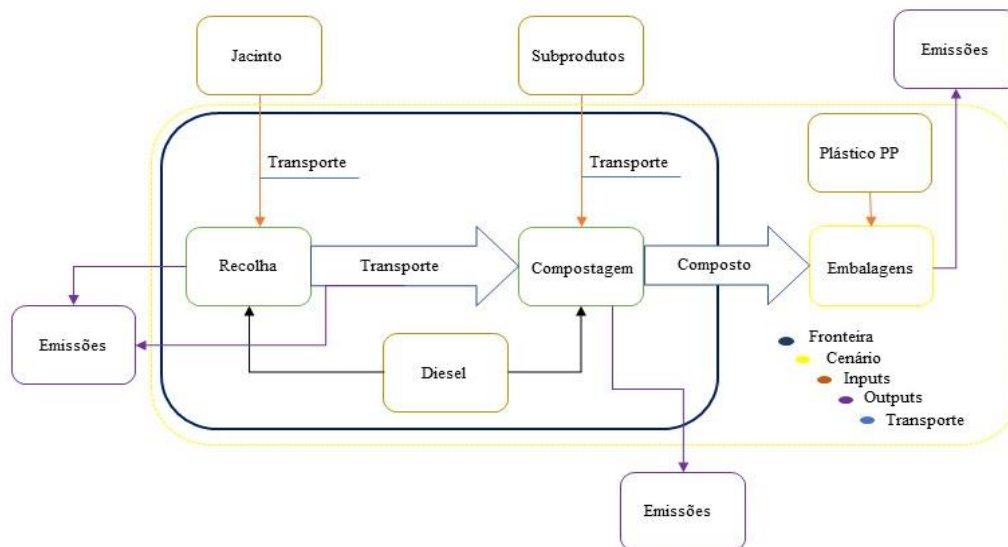 Jacinto
Subprodutos
Emissões
Plástico PP
Transporte
Transporte
Recolha
Transporte
Compostagem
Composto
Embalagens
Emissões
Diesel
Fronteira
Cenário
Inputs
Outputs
Transporte
Emissões